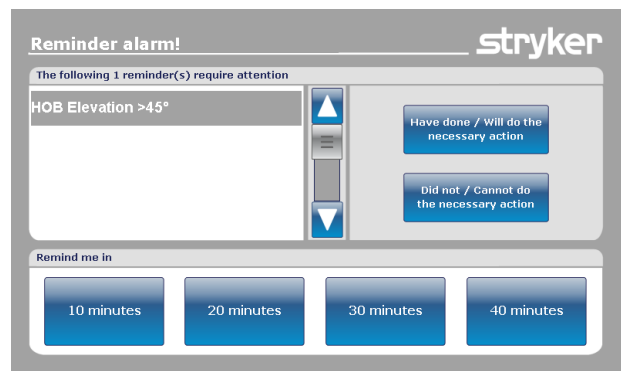 Reminder alarm!
stryker
The following 1 reminder(s) require attention
HOB Elevation >45°
Have done / Will do the
necessary action
Did not / Cannot do
the necessary action
Remind me in
10 minutes
20 minutes
30 minutes
40 minutes